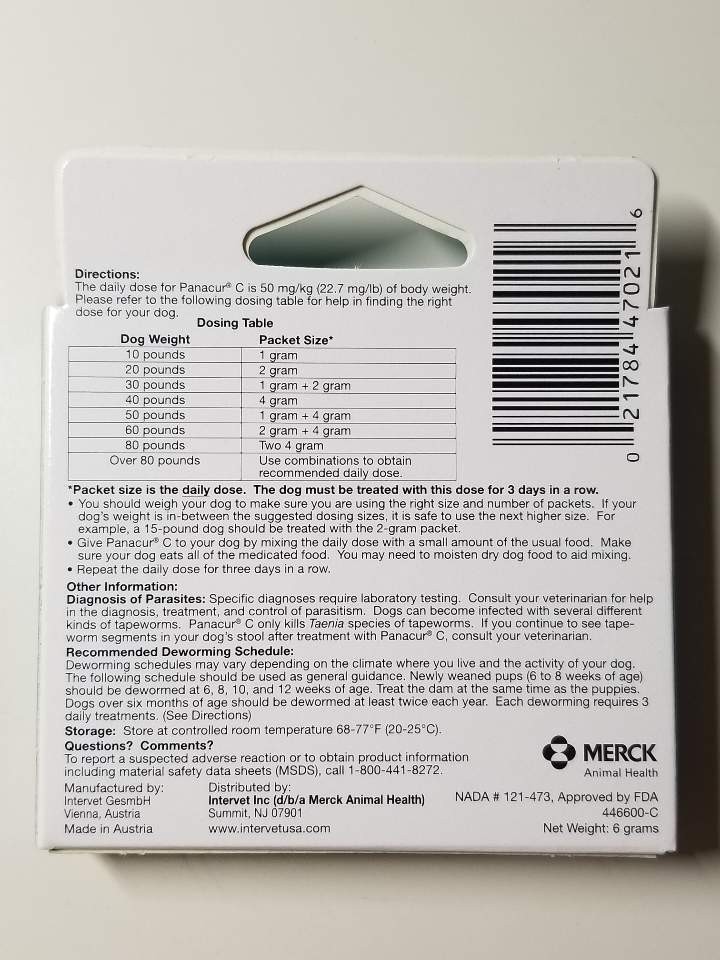 Directions:
The daily dose for Panacur® C is 50 mg/kg (22.7 mg/lb) of body weight.
Please refer to the following dosing table for help in finding the right
dose for your dog.
Dosing Table
Dog Weight Packet Size*
10 pounds 1 gram
20 pounds 2 gram
30 pounds 1 gram + 2 gram
40 pounds 4 gram
50 pounds 1 gram + 4 gram
60 pounds 2 gram + 4 gram
80 pounds Two 4 gram
Over 80 pounds Use combinations to obtain
recommended daily dose.
0 21784 47021 6
*Packet size is the daily dose. The dog must be treated with this dose for 3 days in a row.
• You should weigh your dog to make sure you are using the right size and number of packets. If your
dog's weight is in-between the suggested dosing sizes, it is safe to use the next higher size. For
example, a 15-pound dog should be treated with the 2-gram packet.
• Give Panacur® C to your dog by mixing the daily dose with a small amount of the usual food. Make
sure your dog eats all of the medicated food. You may need to moisten dry dog food to aid mixing.
• Repeat the daily dose for three days in a row.
Other Information:
Diagnosis of Parasites: Specific diagnoses require laboratory testing. Consult your veterinarian for help
in the diagnosis, treatment, and control of parasitism. Dogs can become infected with several different
kinds of tapeworms. Panacur® C only kills Taenia species of tapeworms. If you continue to see tape-
worm segments in your dog's stool after treatment with Panacur® C, consult your veterinarian.
Recommended Deworming Schedule:
Deworming schedules may vary depending on the climate where you live and the activity of your dog.
The following schedule should be used as general guidance. Newly weaned pups (6 to 8 weeks of age)
should be dewormed at 6, 8, 10, and 12 weeks of age. Treat the dam at the same time as the puppies.
Dogs over six months of age should be dewormed at least twice each year. Each deworming requires 3
daily treatments. (See Directions)
Storage: Store at controlled room temperature 68-77°F (20-25°C).
Questions? Comments?
To report a suspected adverse reaction or to obtain product information
including material safety data sheets (MSDS), call 1-800-441-8272.
MERCK
Animal Health
Manufactured by:
Intervet GesmbH
Vienna, Austria
Made in Austria
Distributed by:
Intervet Inc (d/b/a Merck Animal Health)
Summit, NJ 07901
www.intervetusa.com
NADA # 121-473, Approved by FDA
446600-C
Net Weight: 6 grams